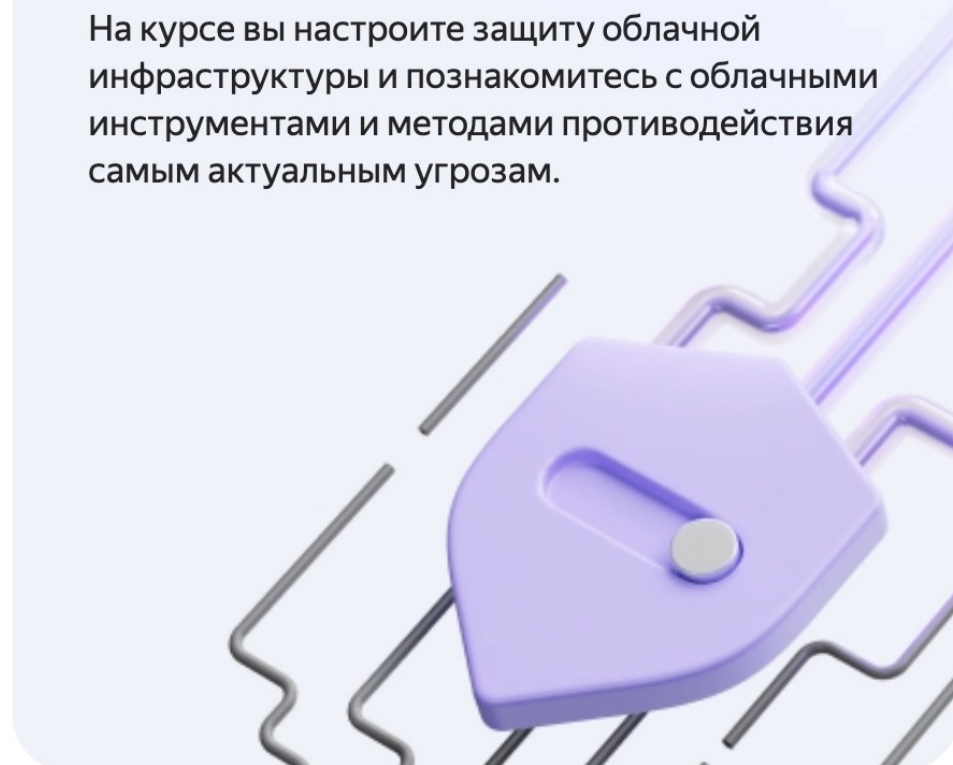 На курсе вы настроите защиту облачной
инфраструктуры и познакомитесь с облачными
инструментами и методами противодействия
самым актуальным угрозам.